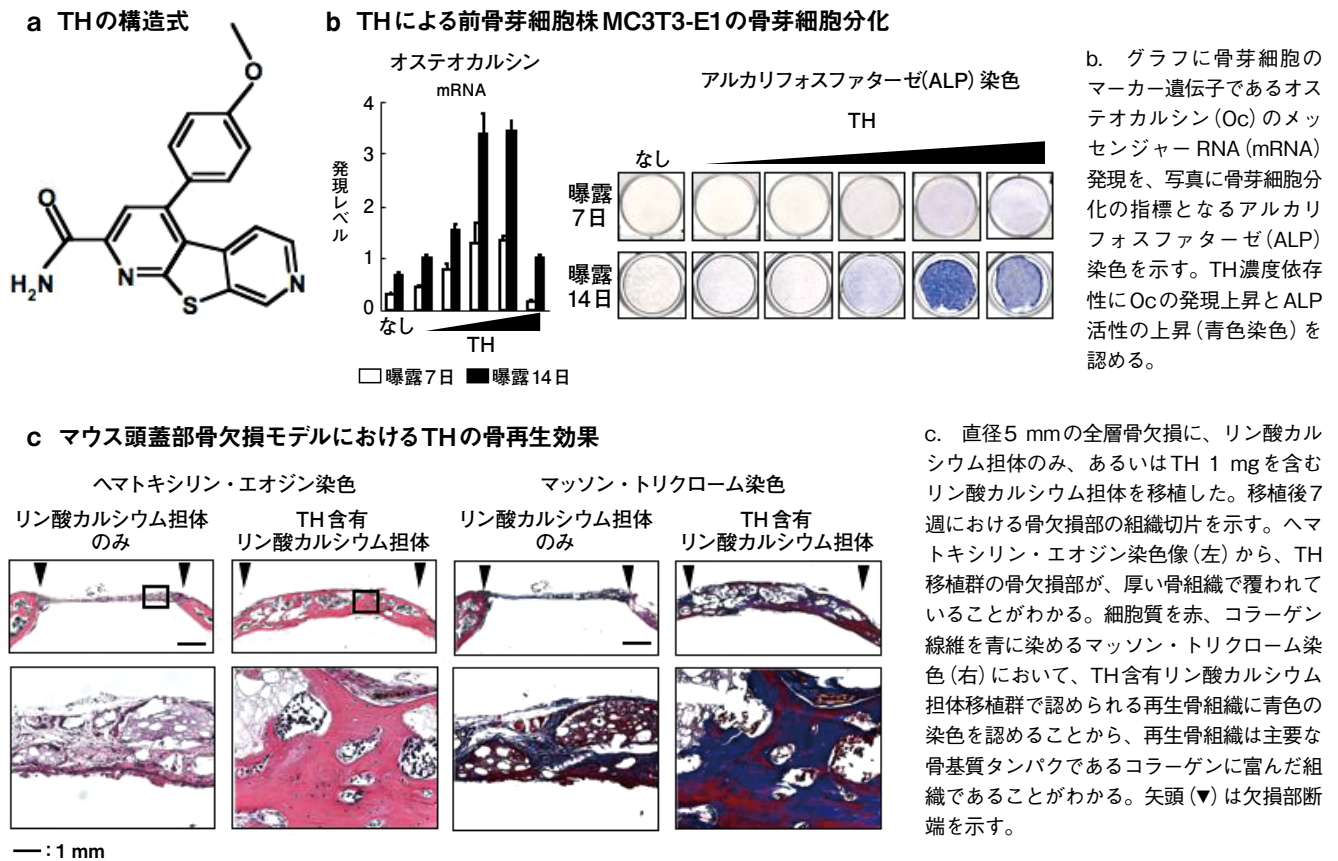 a THの構造式
O
O
H₂N
N
S
N
b THによる前骨芽細胞株MC3T3-E1の骨芽細胞分化
オステオカルシン
mRNA
発現レベル
4
3
2
1
0
なし
TH
曝露7日 曝露14日
アルカリフォスファターゼ(ALP)染色
TH
なし
曝露
7日
曝露
14日
b. グラフに骨芽細胞の
マーカー遺伝子であるオス
テオカルシン(Oc)のメッ
センジャーRNA(mRNA)
発現を、写真に骨芽細胞分
化の指標となるアルカリ
フォスファターゼ(ALP)
染色を示す。TH濃度依存
性にOcの発現上昇とALP
活性の上昇(青色染色)を
認める。
c マウス頭蓋部骨欠損モデルにおけるTHの骨再生効果
ヘマトキシリン・エオジン染色
マッソン・トリクローム染色
リン酸カルシウム担体
のみ
TH含有
リン酸カルシウム担体
リン酸カルシウム担体
のみ
TH含有
リン酸カルシウム担体
:1 mm
c. 直径5 mmの全層骨欠損に、リン酸カル
シウム担体のみ、あるいはTH 1 mgを含む
リン酸カルシウム担体を移植した。移植後7
週における骨欠損部の組織切片を示す。ヘマ
トキシリン・エオジン染色像(左)から、TH
移植群の骨欠損部が、厚い骨組織で覆われて
いることがわかる。細胞質を赤、コラーゲン
線維を青に染めるマッソン・トリクローム染
色(右)において、TH含有リン酸カルシウム
担体移植群で認められる再生骨組織に青色の
染色を認めることから、再生骨組織は主要な
骨基質タンパクであるコラーゲンに富んだ組
織であることがわかる。矢頭(▼)は欠損部断
端を示す。